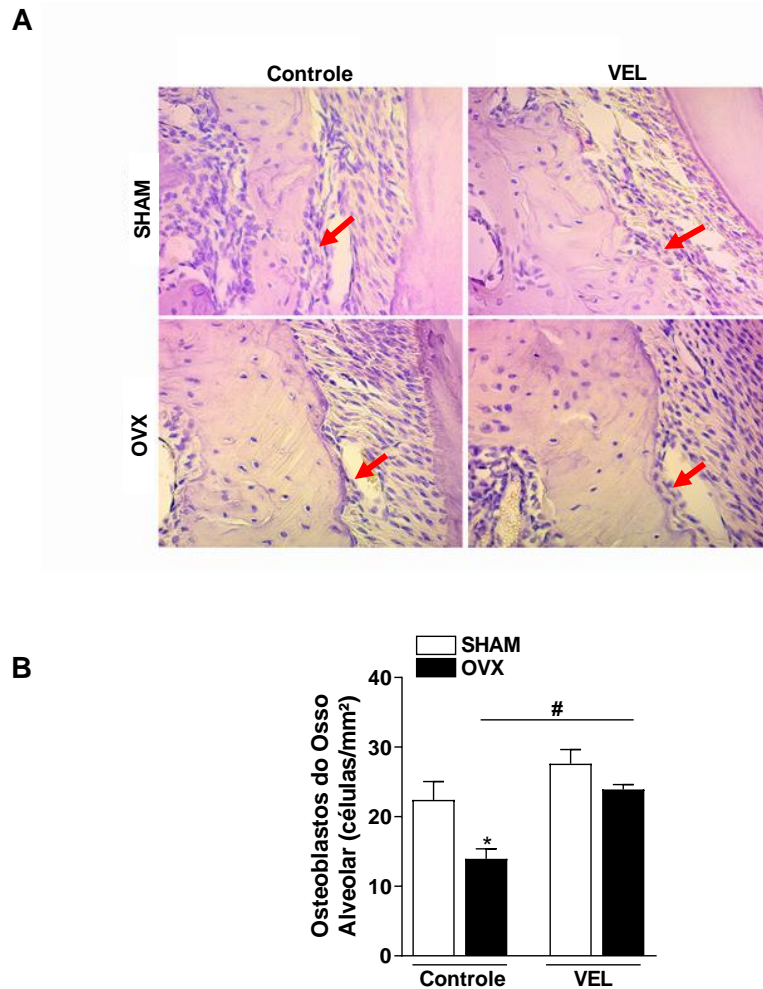 A
Controle VEL
SHAM
OVX
B
SHAM
OVX
Osteoblastos do Osso
Alveolar (células/mm²)
40
30
20
10
0
#
*
Controle VEL